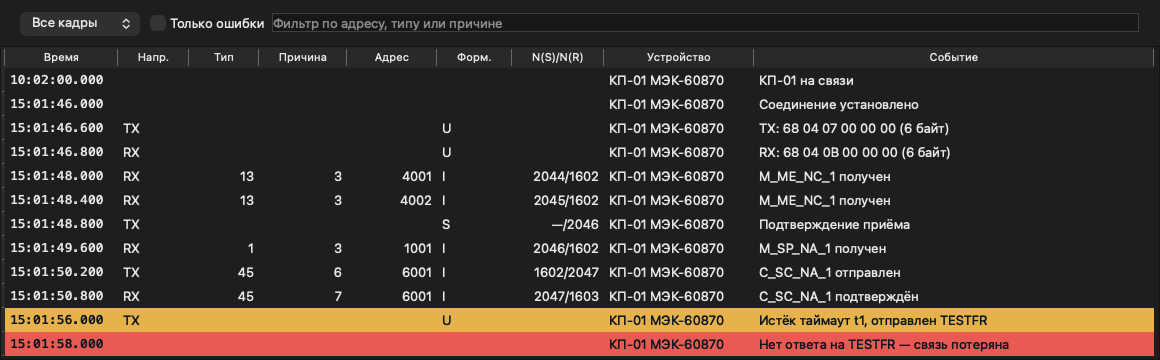 Все кадры Только ошибки Фильтр по адресу, типу или причине
Время Напр. Тип Причина Адрес Форм. N(S)/N(R) Устройство Событие
10:02:00.000 КП-01 МЭК-60870 КП-01 на связи
15:01:46.000 КП-01 МЭК-60870 Соединение установлено
15:01:46.600 TX U КП-01 МЭК-60870 TX: 68 04 07 00 00 00 (6 байт)
15:01:46.800 RX U КП-01 МЭК-60870 RX: 68 04 0B 00 00 00 (6 байт)
15:01:48.000 RX 13 3 4001 I 2044/1602 КП-01 МЭК-60870 M_ME_NC_1 получен
15:01:48.400 RX 13 3 4002 I 2045/1602 КП-01 МЭК-60870 M_ME_NC_1 получен
15:01:48.800 TX S —/2046 КП-01 МЭК-60870 Подтверждение приёма
15:01:49.600 RX 1 3 1001 I 2046/1602 КП-01 МЭК-60870 M_SP_NA_1 получен
15:01:50.200 TX 45 6 6001 I 1602/2047 КП-01 МЭК-60870 C_SC_NA_1 отправлен
15:01:50.800 RX 45 7 6001 I 2047/1603 КП-01 МЭК-60870 C_SC_NA_1 подтверждён
15:01:56.000 TX U КП-01 МЭК-60870 Истёк таймаут t1, отправлен TESTFR
15:01:58.000 КП-01 МЭК-60870 Нет ответа на TESTFR — связь потеряна